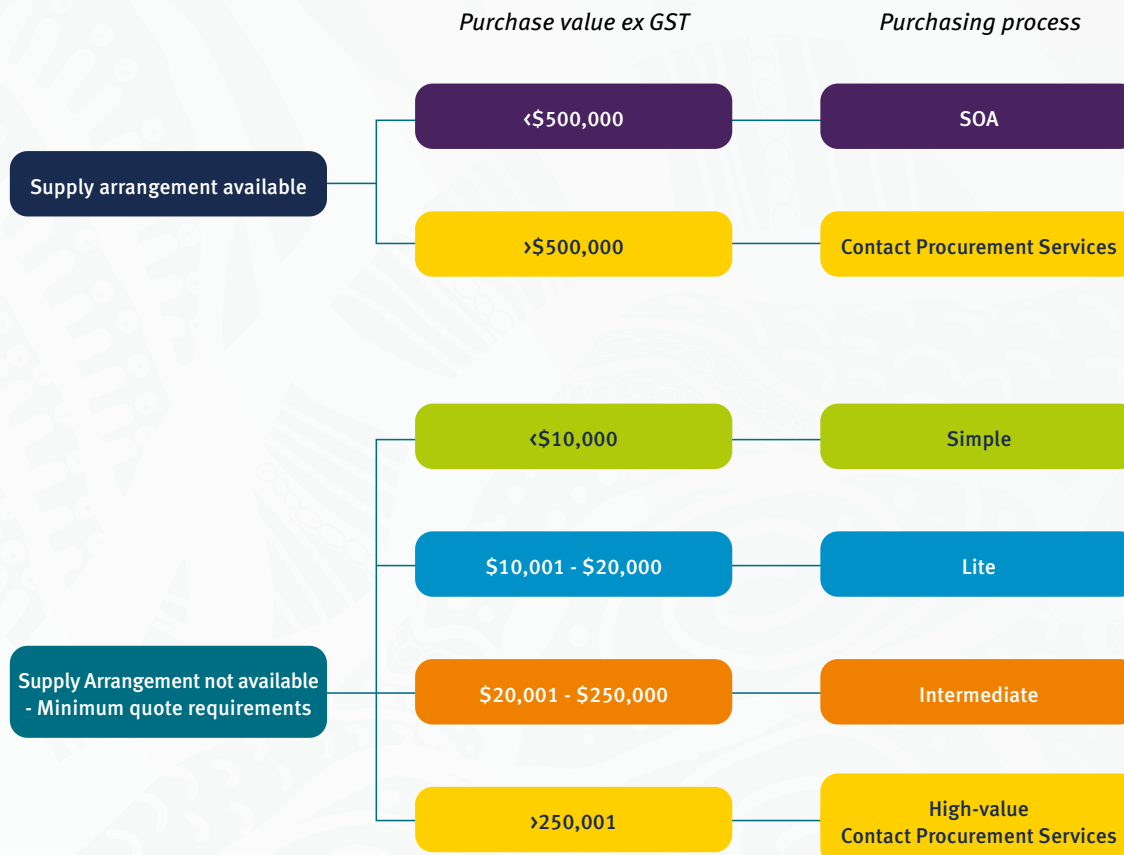 Purchase value ex GST
Purchasing process
<$500,000
SOA
Supply arrangement available
>$500,000
Contact Procurement Services
<$10,000
Simple
$10,001 - $20,000
Lite
Supply Arrangement not available
- Minimum quote requirements
$20,001 - $250,000
Intermediate
>250,001
High-value
Contact Procurement Services